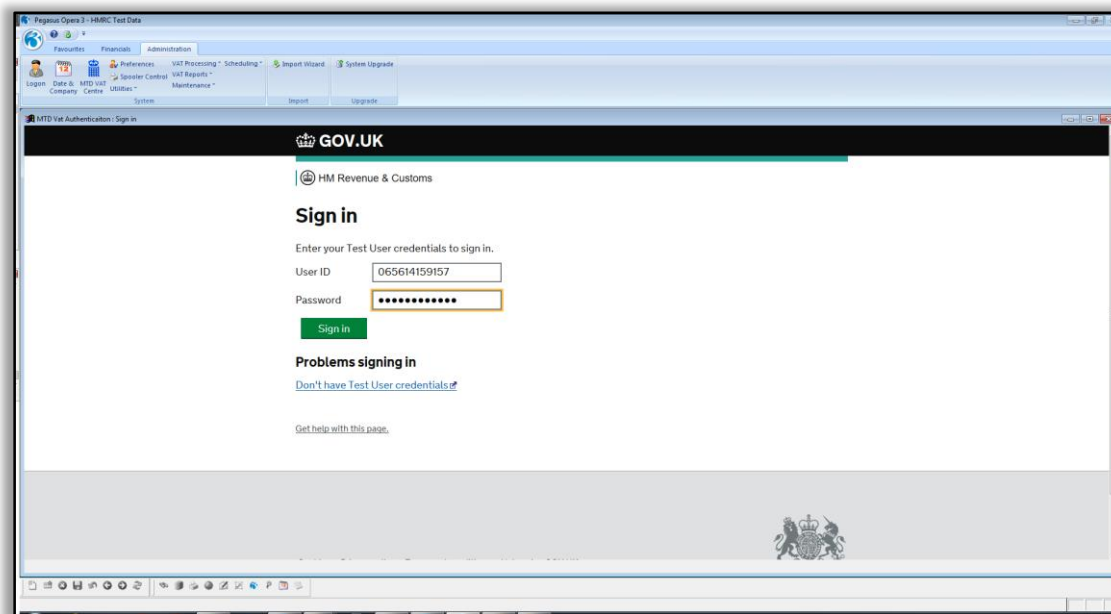 Pegasus Opera 3 - HMRC Test Data
Favourites Financials Administration
Logon
Date & Company
MTD VAT Centre
Preferences
Spooler Control
Utilities
VAT Processing
VAT Reports
Maintenance
Scheduling
Import Wizard
System Upgrade
System Import Upgrade
MTD Vat Authenticaiton : Sign in
GOV.UK
HM Revenue & Customs
Sign in
Enter your Test User credentials to sign in.
User ID 065614159157
Password ••••••••••••
Sign in
Problems signing in
Don't have Test User credentials
Get help with this page.